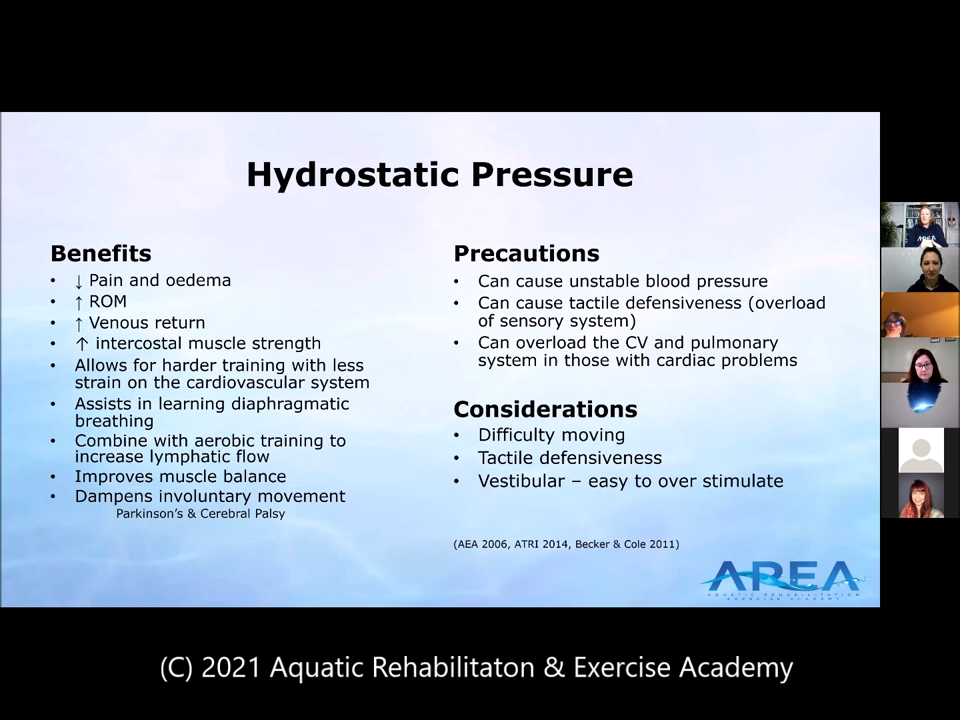 Hydrostatic Pressure
Benefits
• ↓ Pain and oedema
• ↑ ROM
• ↑ Venous return
• ↑ intercostal muscle strength
• Allows for harder training with less
strain on the cardiovascular system
• Assists in learning diaphragmatic
breathing
• Combine with aerobic training to
increase lymphatic flow
• Improves muscle balance
• Dampens involuntary movement
Parkinson's & Cerebral Palsy
Precautions
• Can cause unstable blood pressure
• Can cause tactile defensiveness (overload
of sensory system)
• Can overload the CV and pulmonary
system in those with cardiac problems
Considerations
• Difficulty moving
• Tactile defensiveness
• Vestibular – easy to over stimulate
(AEA 2006, ATRI 2014, Becker & Cole 2011)
AREA
AQUATIC REHABILITATION
EXERCISE ACADEMY
(C) 2021 Aquatic Rehabilitaton & Exercise Academy